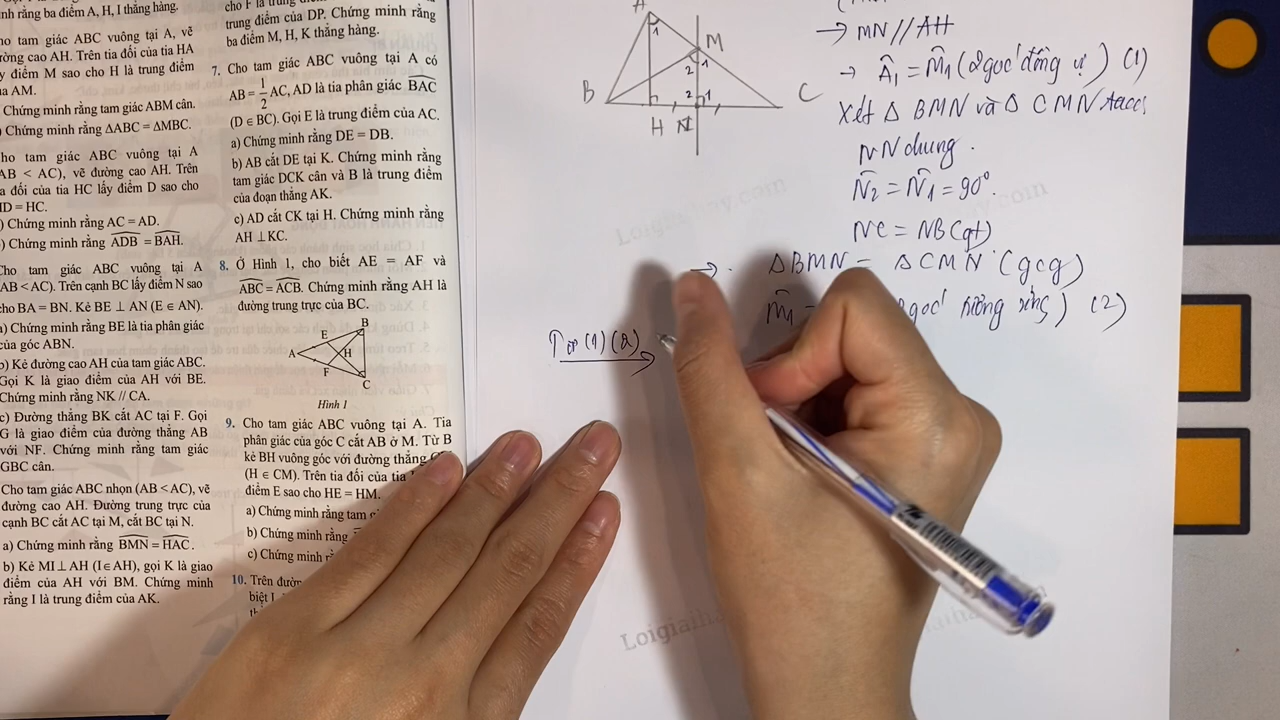 nh rằng ba điểm A, H, I thẳng hàng.
ho tam giác ABC vuông tại A, vẽ
ờng cao AH. Trên tia đối của tia HA
y điểm M sao cho H là trung điểm
ủa AM.
Chứng minh rằng tam giác ABM cân.
Chứng minh rằng ΔABC = ΔMBC.
ho tam giác ABC vuông tại A
AB < AC), vẽ đường cao AH. Trên
a đối của tia HC lấy điểm D sao cho
ID = HC.
) Chứng minh rằng AC = AD.
) Chứng minh rằng ADB = BAH.
Cho tam giác ABC vuông tại A
AB < AC). Trên cạnh BC lấy điểm N sao
cho BA = BN. Kẻ BE ⊥ AN (E ∈ AN).
a) Chứng minh rằng BE là tia phân giác
của góc ABN.
b) Kẻ đường cao AH của tam giác ABC.
Gọi K là giao điểm của AH với BE.
Chứng minh rằng NK // CA.
c) Đường thẳng BK cắt AC tại F. Gọi
G là giao điểm của đường thẳng AB
với NF. Chứng minh rằng tam giác
GBC cân.
Cho tam giác ABC nhọn (AB < AC), vẽ
đường cao AH. Đường trung trực của
cạnh BC cắt AC tại M, cắt BC tại N.
a) Chứng minh rằng BMN = HAC.
b) Kẻ MI ⊥ AH (I ∈ AH), gọi K là giao
điểm của AH với BM. Chứng minh
rằng I là trung điểm của AK.
trung điểm của DP. Chứng minh rằng
ba điểm M, H, K thẳng hàng.
7. Cho tam giác ABC vuông tại A có
AB = 1/2 AC, AD là tia phân giác BAC
(D ∈ BC). Gọi E là trung điểm của AC.
a) Chứng minh rằng DE = DB.
b) AB cắt DE tại K. Chứng minh rằng
tam giác DCK cân và B là trung điểm
của đoạn thẳng AK.
c) AD cắt CK tại H. Chứng minh rằng
AH ⊥ KC.
8. Ở Hình 1, cho biết AE = AF và
ABC = ACB. Chứng minh rằng AH là
đường trung trực của BC.
A B C E F H
Hình 1
9. Cho tam giác ABC vuông tại A. Tia
phân giác của góc C cắt AB ở M. Từ B
kẻ BH vuông góc với đường thẳng
(H ∈ CM). Trên tia đối của tia
điểm E sao cho HE = HM.
a) Chứng minh rằng tam
b) Chứng minh rằng
c) Chứng minh
10. Trên đườn
biệt I
A
1
M
2 1
B
2 1
C
H N
→ MN // AH
→ Â1 = M̂1 (2 góc đồng vị) (1)
Xét Δ BMN và Δ CMN
MN chung.
N̂2 = N̂1 = 90°.
NC = NB (gt)
→ ΔBMN = ΔCMN (gcg)
M̂1 = góc tương ứng) (2)
Từ (1) (2)